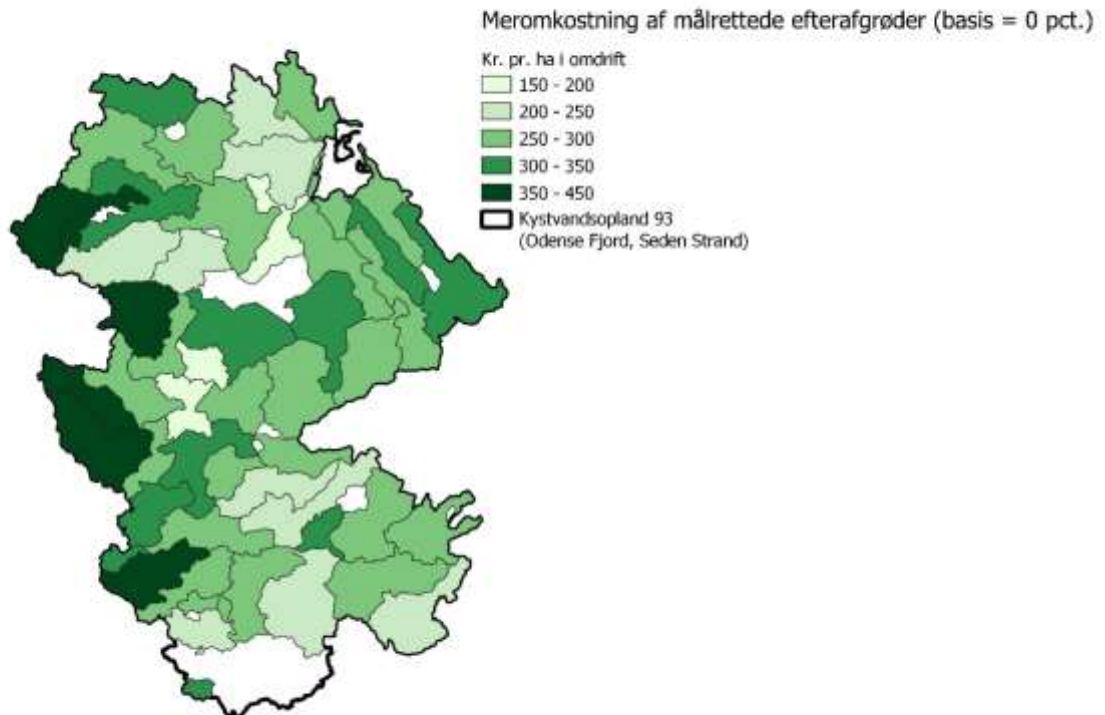 Meromkostning af målrettede efterafgrøder (basis = 0 pct.)
Kr. pr. ha i omdrift
150 - 200
200 - 250
250 - 300
300 - 350
350 - 450
Kystvandsopland 93
(Odense Fjord, Seden Strand)